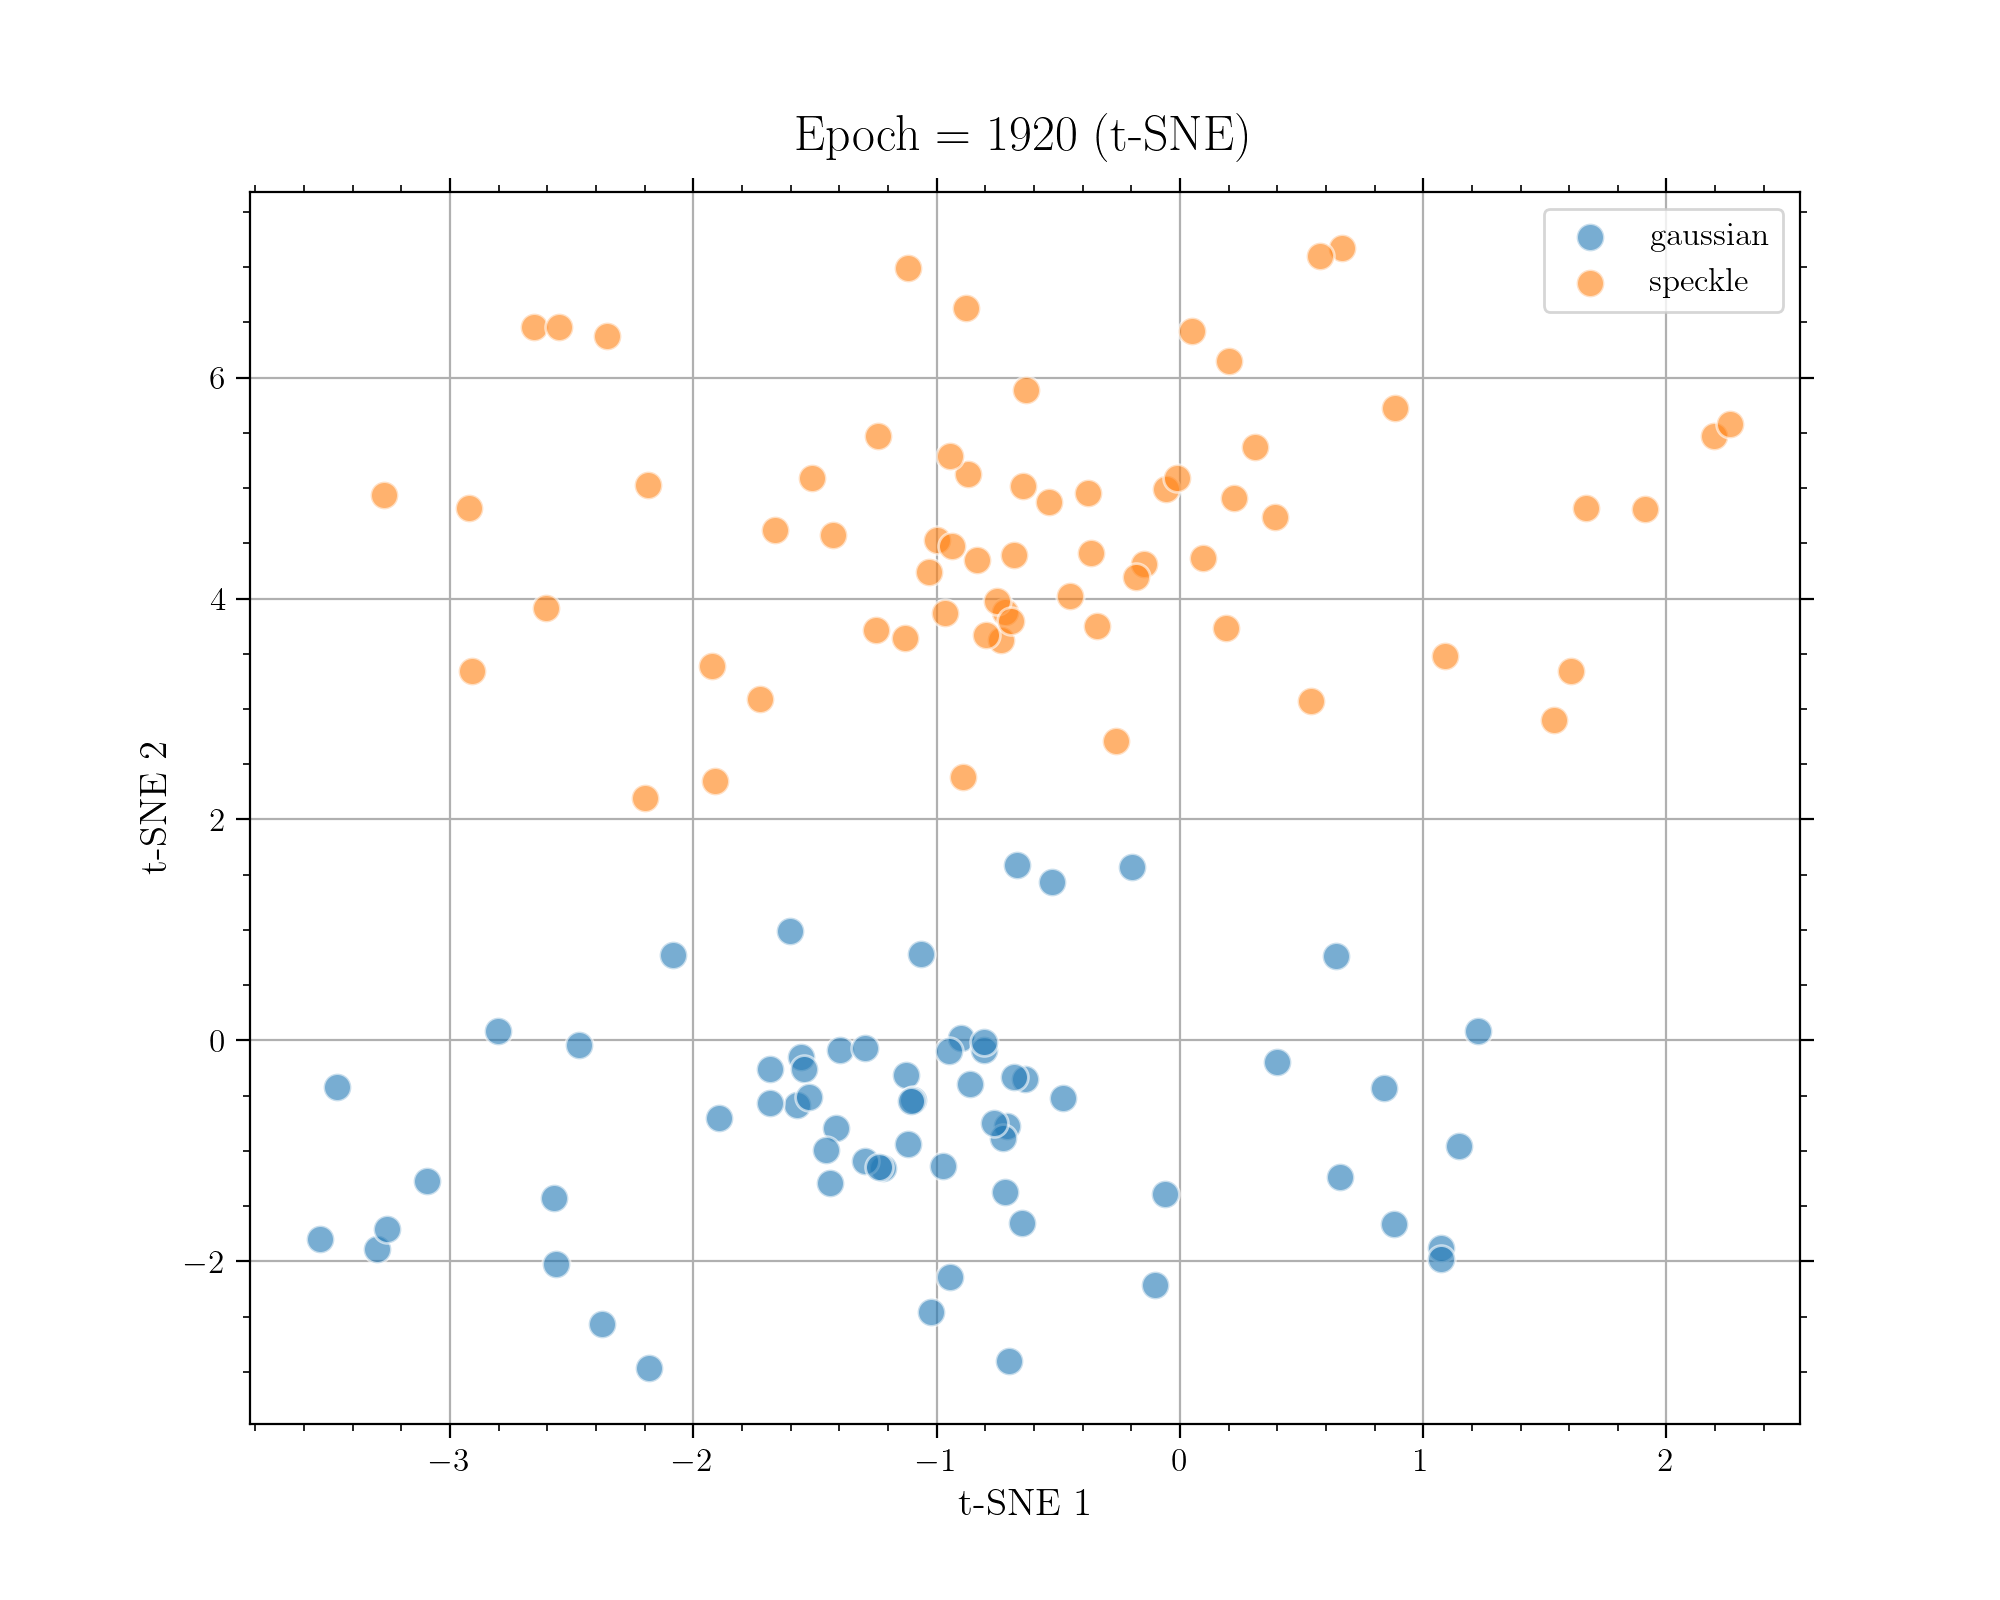 Epoch = 1920 (t-SNE)
gaussian
speckle
6
4
2
0
−2
t-SNE 2
−3
−2
−1
0
1
2
t-SNE 1